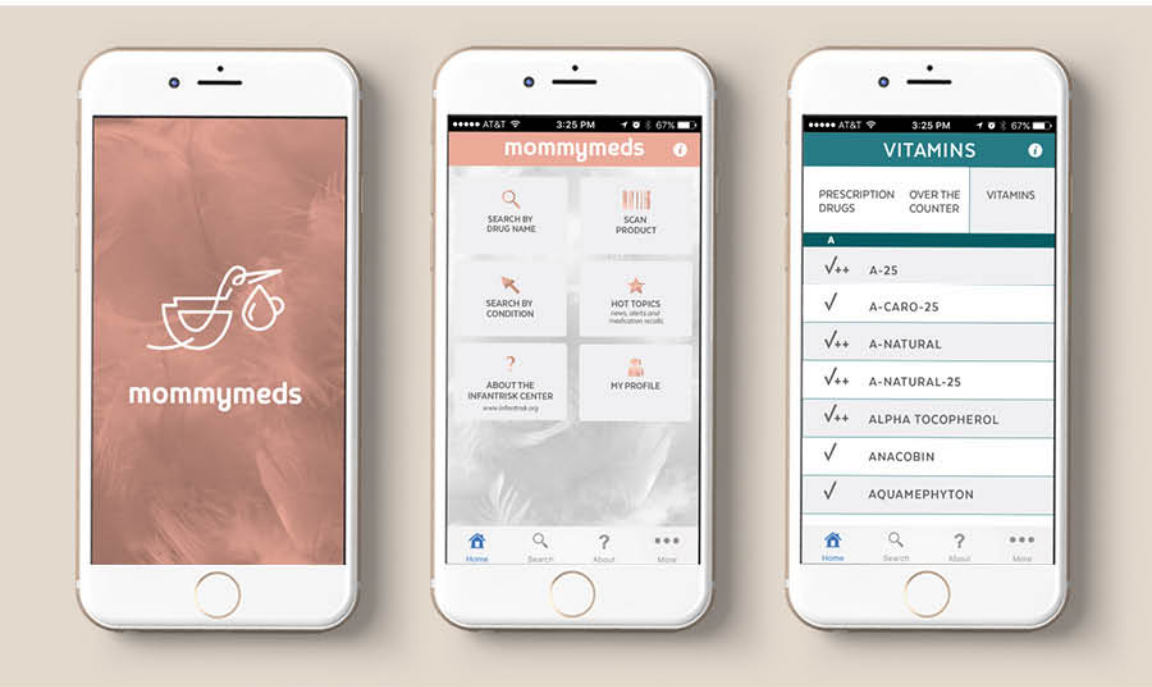 mommymeds
AT&T 3:25 PM 67%
mommymeds
SEARCH BY
DRUG NAME
SCAN
PRODUCT
SEARCH BY
CONDITION
HOT TOPICS
news, alerts and
medication recalls
?
ABOUT THE
INFANTRISK CENTER
www.infantrisk.org
MY PROFILE
Home Search ? About More
AT&T 3:25 PM 67%
VITAMINS
PRESCRIPTION
DRUGS
OVER THE
COUNTER
VITAMINS
A
√++ A-25
√ A-CARO-25
√++ A-NATURAL
√++ A-NATURAL-25
√++ ALPHA TOCOPHEROL
√ ANACOBIN
√ AQUAMEPHYTON
Home Search ? About More